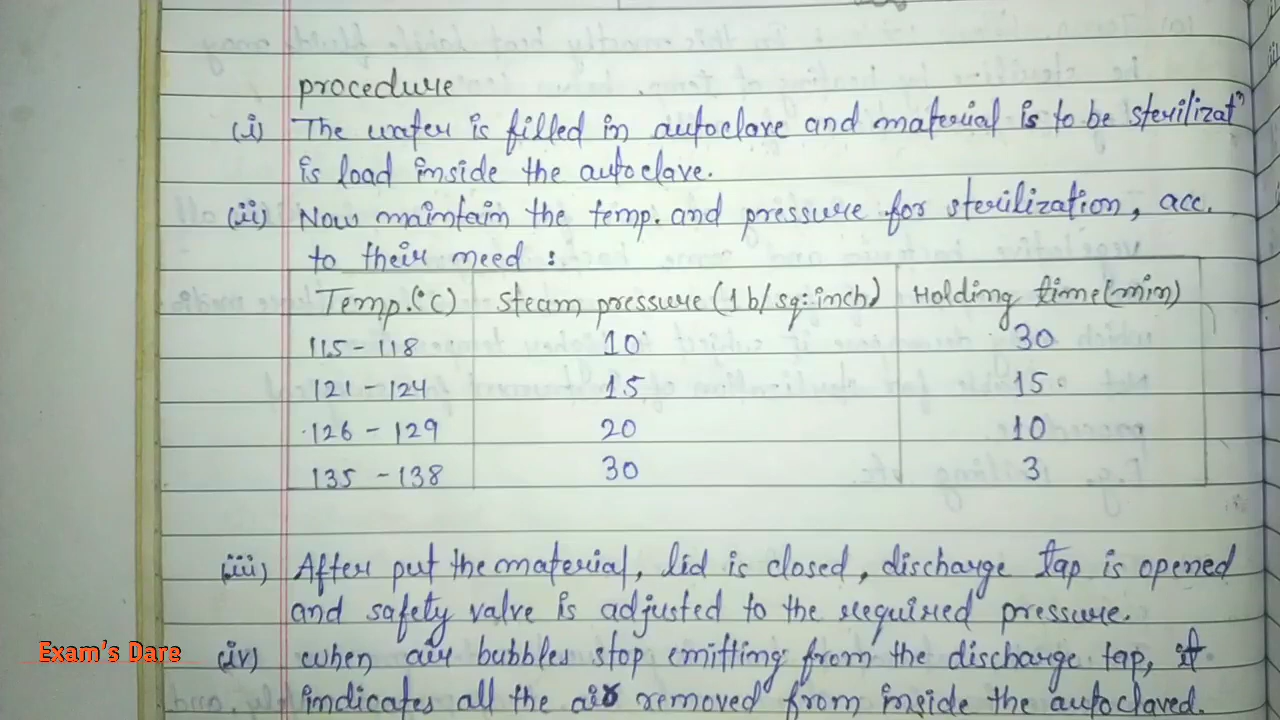 procedure
(i) The water is filled in autoclave and material is to be sterilizatn
is load inside the autoclave.
(ii) Now maintain the temp. and pressure for sterilization, acc.
to their need :
Temp.(°C) Steam pressure (1b/sq:inch) Holding time(min)
115-118 10 30
121-124 15 15
126-129 20 10
135-138 30 3
(iii) After put the material, lid is closed, discharge tap is opened
and safety valve is adjusted to the required pressure.
Exam's Dare
(iv) when air bubbles stop emitting from the discharge tap, it
indicates all the air removed from inside the autoclaved.